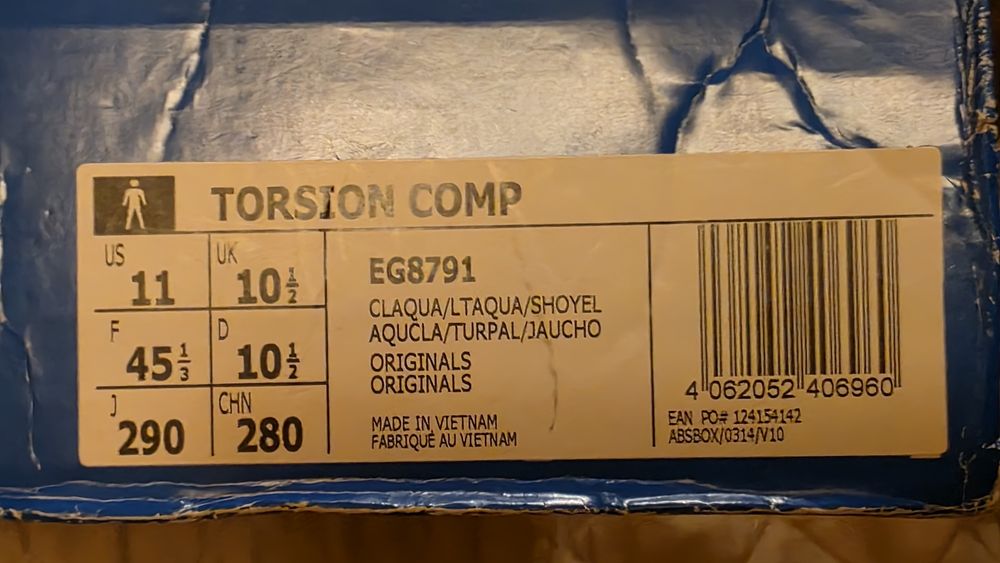 TORSION COMP
US 11
UK 10 1/2
F 45 1/3
D 10 1/2
J 290
CHN 280
EG8791
CLAQUA/LTAQUA/SHOYEL
AQUCLA/TURPAL/JAUCHO
ORIGINALS
ORIGINALS
MADE IN VIETNAM
FABRIQUÉ AU VIETNAM
4 062052 406960
EAN PO# 124154142
ABSBOX/0314/V10